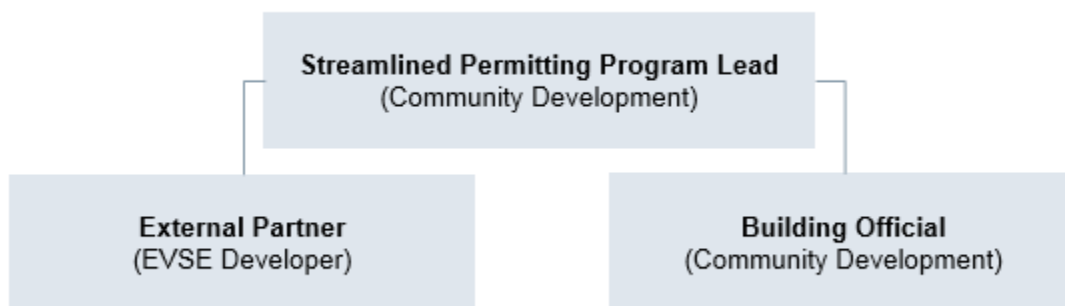 Streamlined Permitting Program Lead
(Community Development)
External Partner
(EVSE Developer)
Building Official
(Community Development)